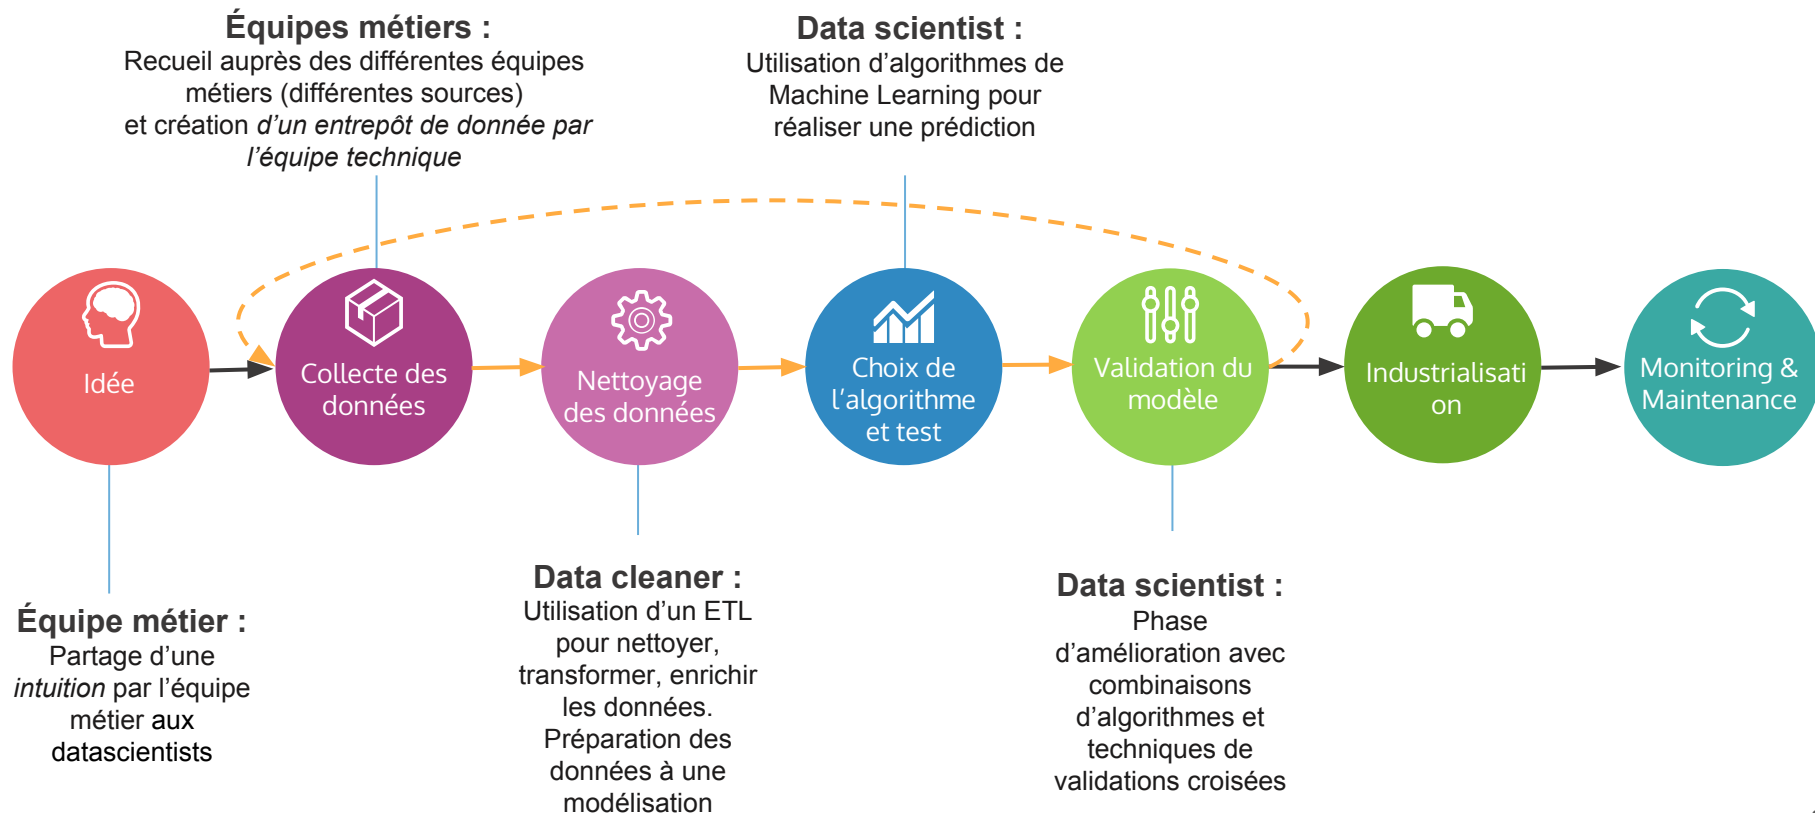 Équipes métiers :
Recueil auprès des différentes équipes
métiers (différentes sources)
et création d'un entrepôt de donnée par
l'équipe technique
Data scientist :
Utilisation d'algorithmes de
Machine Learning pour
réaliser une prédiction
Idée
Collecte des
données
Nettoyage
des données
Choix de
l'algorithme
et test
Validation du
modèle
Industrialisati
on
Monitoring &
Maintenance
Équipe métier :
Partage d'une
intuition par l'équipe
métier aux
datascientists
Data cleaner :
Utilisation d'un ETL
pour nettoyer,
transformer, enrichir
les données.
Préparation des
données à une
modélisation
Data scientist :
Phase
d'amélioration avec
combinaisons
d'algorithmes et
techniques de
validations croisées